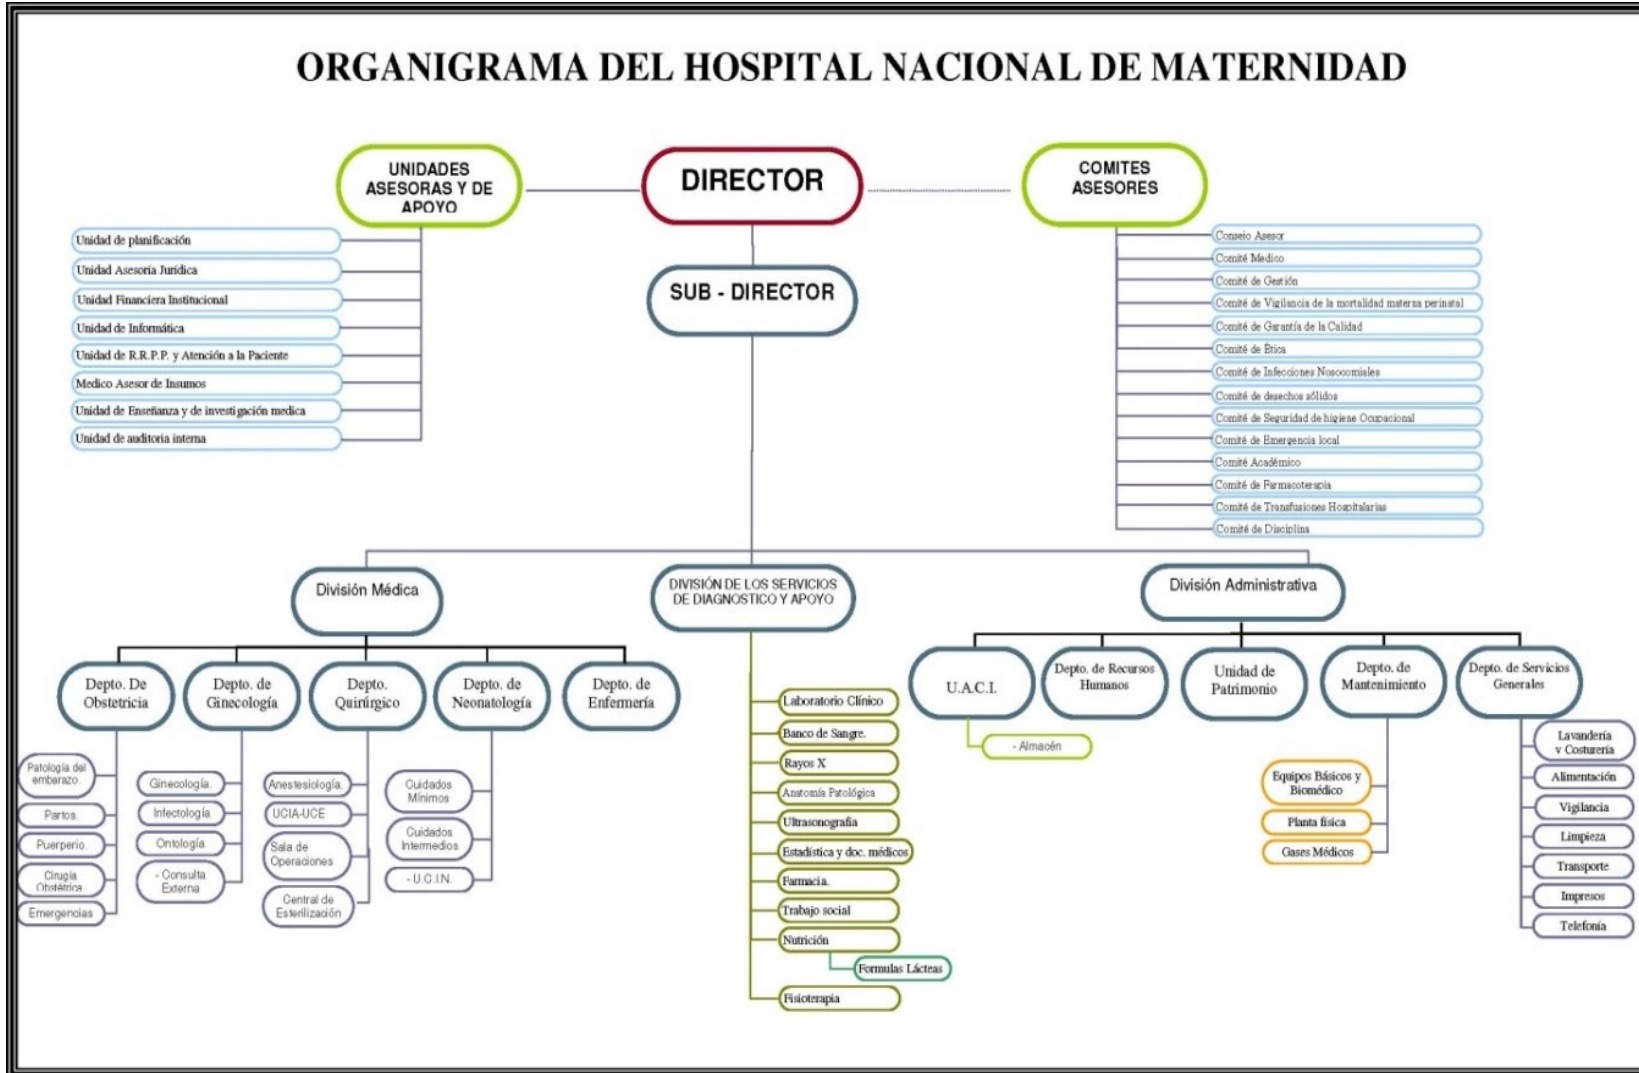 ORGANIGRAMA DEL HOSPITAL NACIONAL DE MATERNIDAD
UNIDADES
ASESORAS Y DE
APOYO
DIRECTOR
COMITES
ASESORES
SUB - DIRECTOR
Unidad de planificación
Unidad Asesoría Jurídica
Unidad Financiera Institucional
Unidad de Informática
Unidad de R.R.P.P. y Atención a la Paciente
Medico Asesor de Insumos
Unidad de Enseñanza y de investigación medica
Unidad de auditoria interna
Consejo Asesor
Comité Medico
Comité de Gestión
Comité de Vigilancia de la mortalidad materna perinatal
Comité de Garantía de la Calidad
Comité de Ética
Comité de Infecciones Nosocomiales
Comité de desechos sólidos
Comité de Seguridad de higiene Ocupacional
Comité de Emergencia local
Comité Académico
Comité de Farmacoterapia
Comité de Transfusiones Hospitalarias
Comité de Disciplina
División Médica
DIVISIÓN DE LOS SERVICIOS
DE DIAGNOSTICO Y APOYO
División Administrativa
Depto. De
Obstetricia
Depto. de
Ginecología
Depto.
Quirúrgico
Depto. de
Neonatología
Depto. de
Enfermería
U.A.C.I.
Depto. de Recursos
Humanos
Unidad de
Patrimonio
Depto. de
Mantenimiento
Depto. de Servicios
Generales
Patología del
embarazo.
Partos.
Puerperio.
Cirugía
Obstétrica
Emergencias
Ginecología.
Infectología
Ontología
- Consulta
Externa
Anestesiología.
UCIA-UCE
Sala de
Operaciones
Central de
Esterilización
Cuidados
Mínimos
Cuidados
Intermedios
- U.C.I.N.
Laboratorio Clínico
Banco de Sangre.
Rayos X
Anatomía Patológica
Ultrasonografía
Estadística y doc. médicos
Farmacia.
Trabajo social
Nutrición
Formulas Lácteas
Fisioterapia
- Almacén
Equipos Básicos y
Biomédico
Planta física
Gases Médicos
Lavandería
y Costurería
Alimentación
Vigilancia
Limpieza
Transporte
Impresos
Telefonía